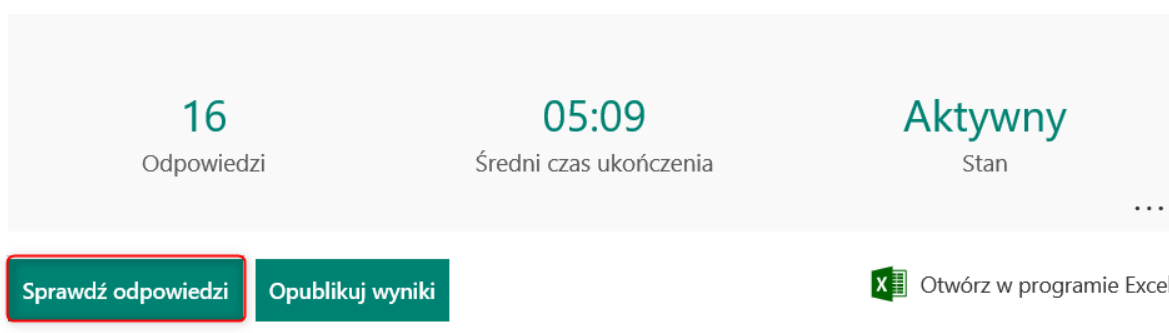 16
Odpowiedzi
05:09
Średni czas ukończenia
Aktywny
Stan
...
Sprawdź odpowiedzi
Opublikuj wyniki
Otwórz w programie Excel